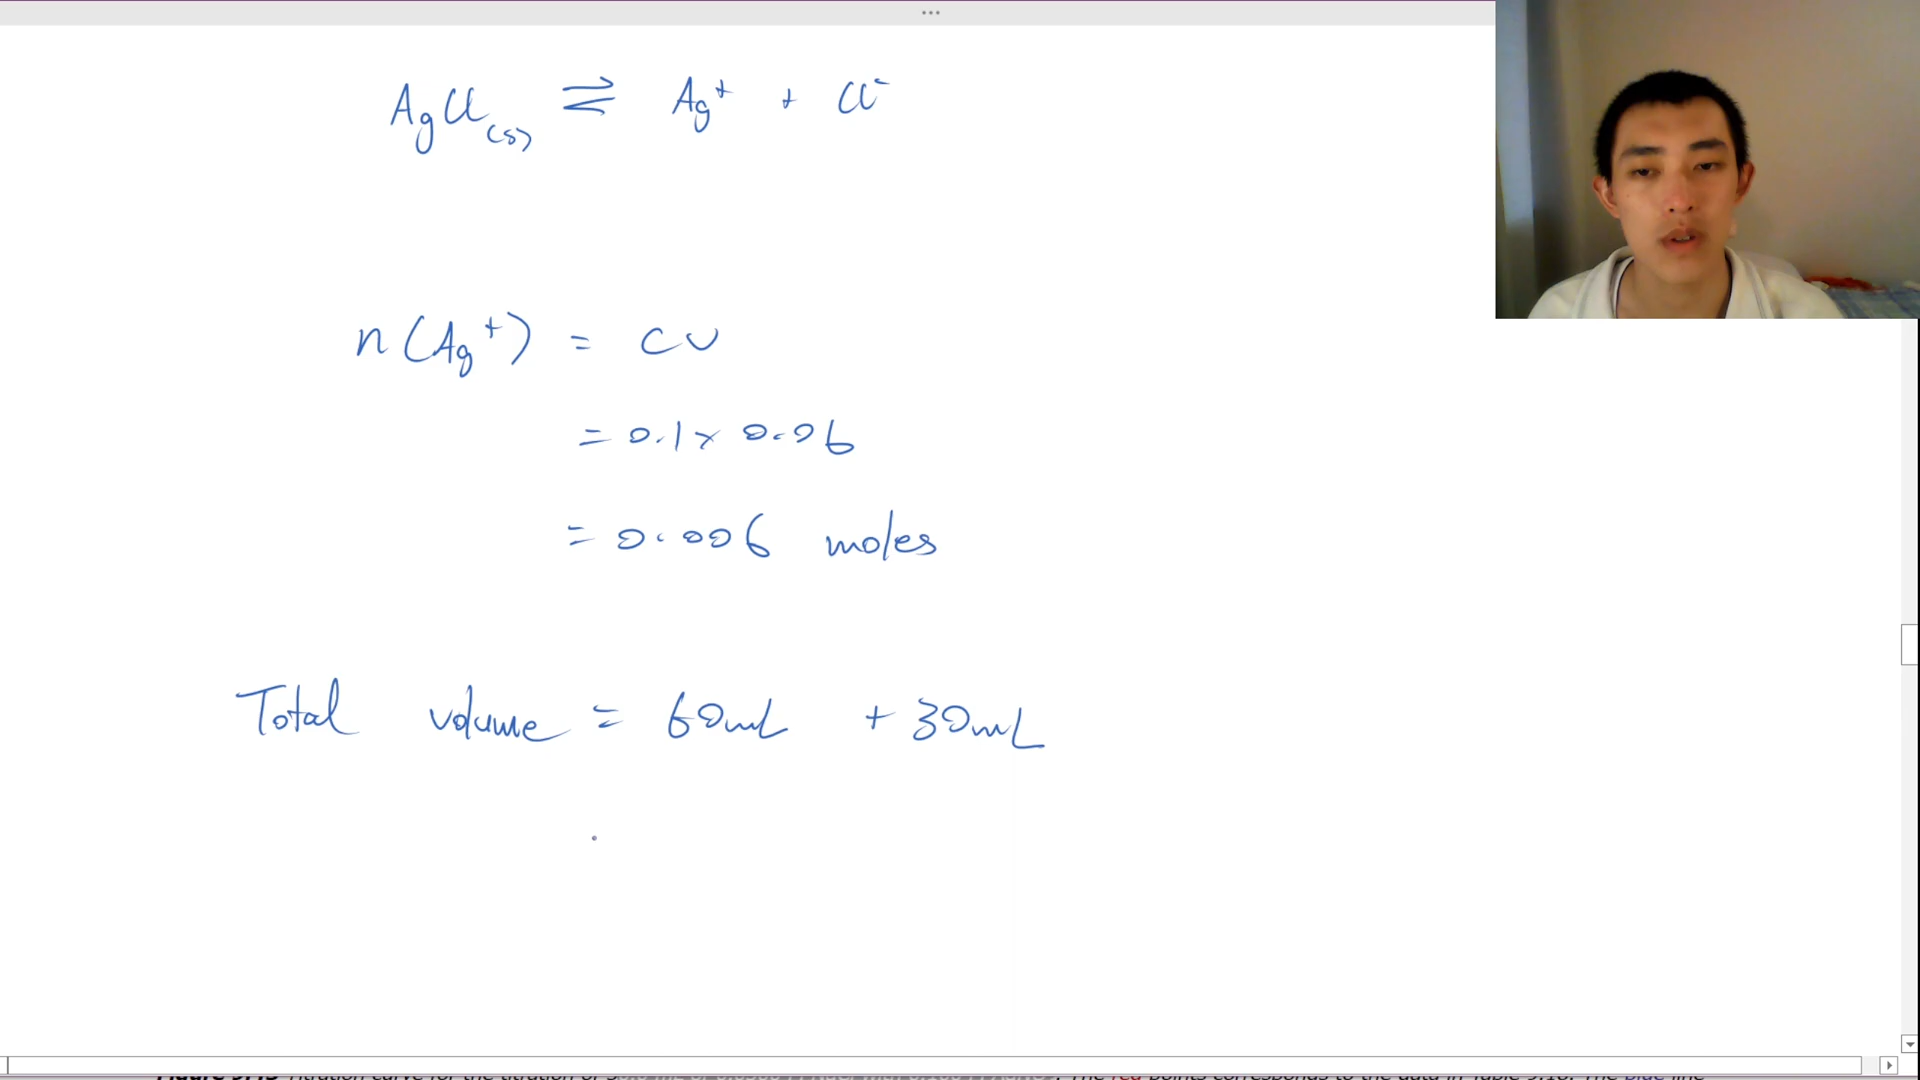 ...
AgCl(s) ⇌ Ag⁺ + Cl⁻
n(Ag⁺) = CV
= 0.1 x 0.06
= 0.006 moles
Total volume = 60mL + 30mL